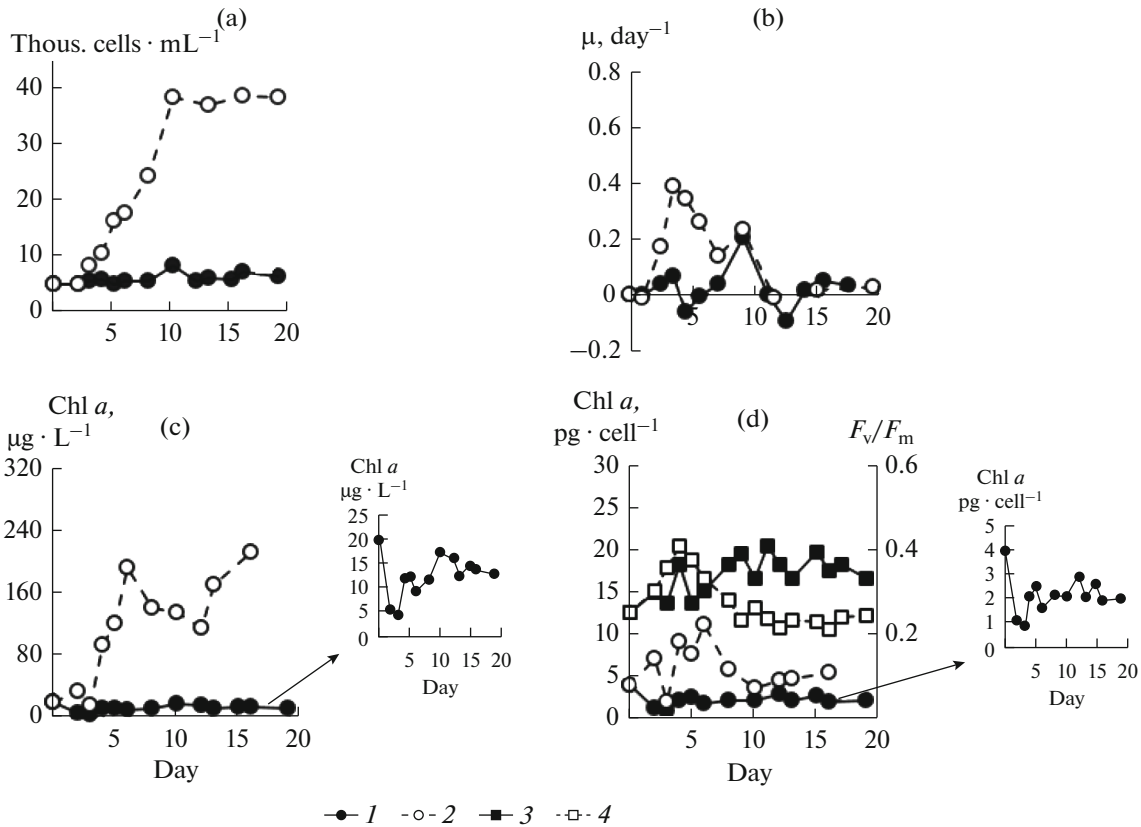 (a)
Thous. cells · mL−1
40
30
20
10
0
5 10 15 20
(b)
μ, day−1
0.8
0.6
0.4
0.2
0
−0.2
5 10 15 20
Chl a,
μg · L−1
(c)
320
240
160
80
0
5 10 15 20
Day
Chl a
μg · L−1
25
20
15
10
5
0
5 10 15 20
Day
Chl a,
pg · cell−1
(d)
Fv/Fm
30
25
20
15
10
5
0
0.6
0.4
0.2
0
5 10 15 20
Day
Chl a
pg · cell−1
5
4
3
2
1
0
5 10 15 20
Day
1 2 3 4